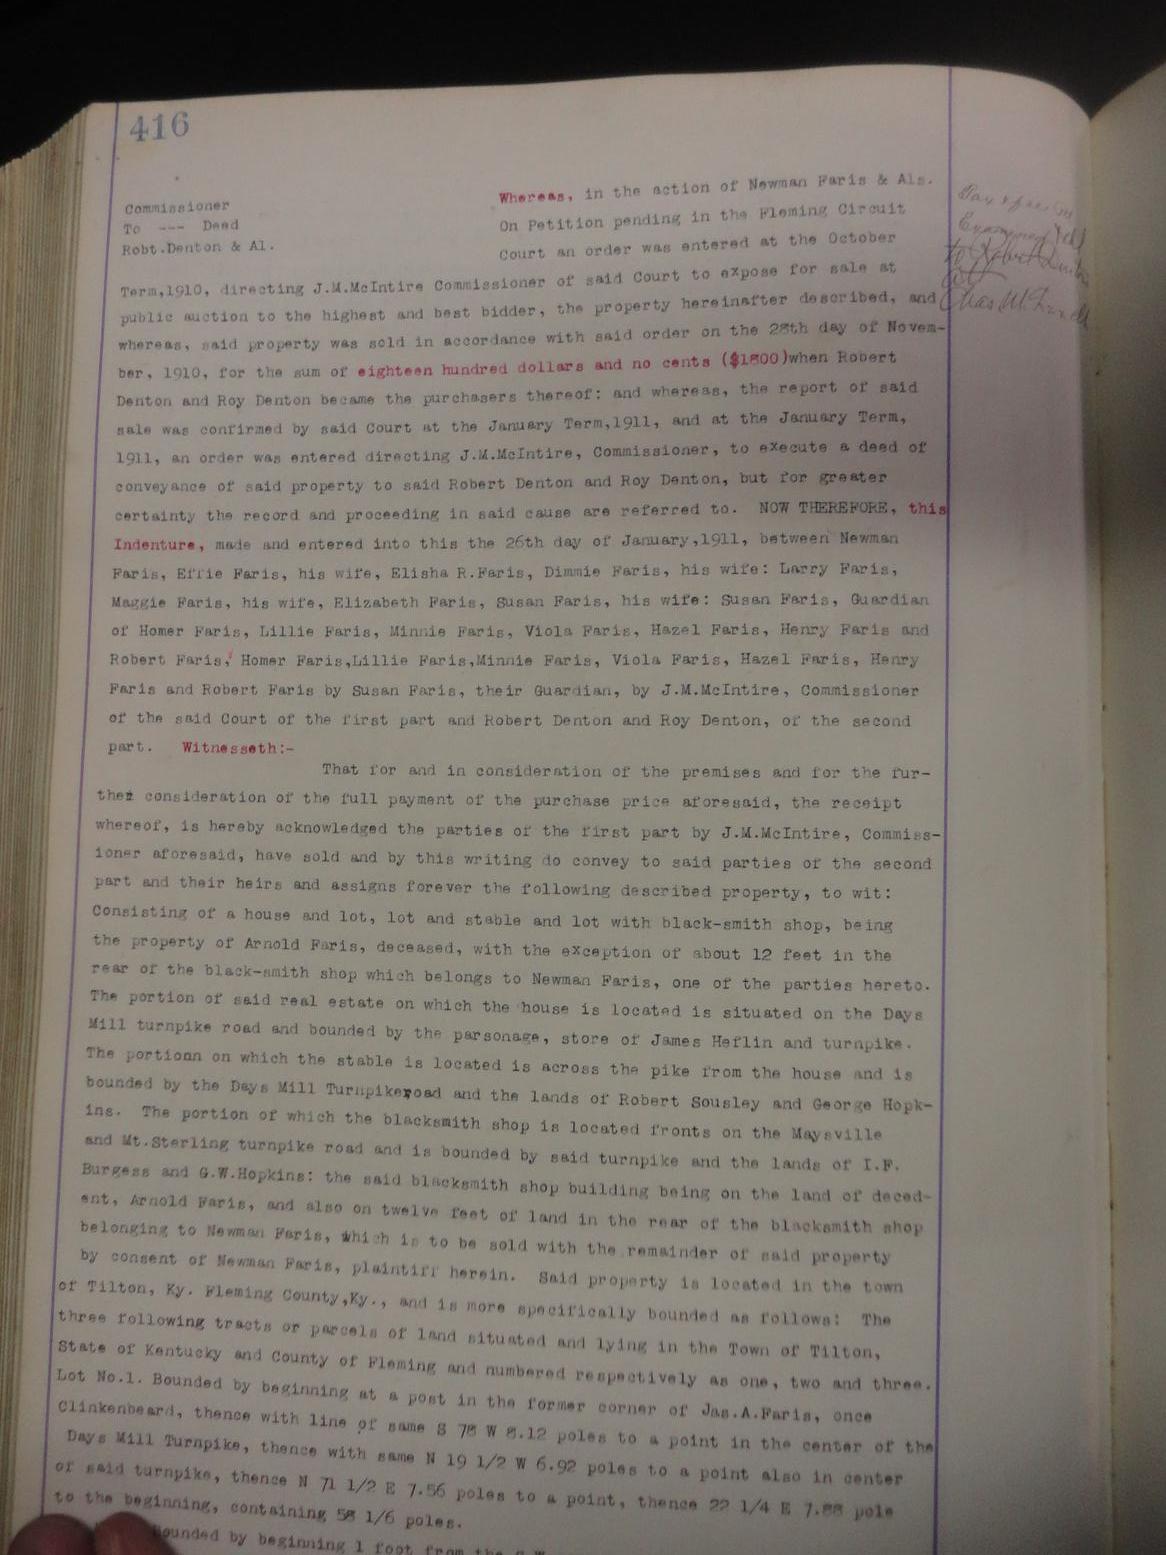 416
Commissioner
To --- Deed
Robt.Denton & Al.
Whereas, in the action of Newman Faris & Als.
On Petition pending in the Fleming Circuit
Court an order was entered at the October
Term,1910, directing J.M.McIntire Commissioner of said Court to expose for sale at
public auction to the highest and best bidder, the property hereinafter described, and
whereas, said property was sold in accordance with said order on the 28th day of Novem-
ber, 1910, for the sum of eighteen hundred dollars and no cents ($1800)when Robert
Denton and Roy Denton became the purchasers thereof: and whereas, the report of said
sale was confirmed by said Court at the January Term,1911, and at the January Term,
1911, an order was entered directing J.M.McIntire, Commissioner, to execute a deed of
conveyance of said property to said Robert Denton and Roy Denton, but for greater
certainty the record and proceeding in said cause are referred to. NOW THEREFORE, this
Indenture, made and entered into this the 26th day of January,1911, between Newman
Faris, Effie Faris, his wife, Elisha R.Faris, Dimmie Faris, his wife: Larry Faris,
Maggie Faris, his wife, Elizabeth Faris, Susan Faris, his wife: Susan Faris, Guardian
of Homer Faris, Lillie Faris, Minnie Faris, Viola Faris, Hazel Faris, Henry Faris and
Robert Faris, Homer Faris,Lillie Faris,Minnie Faris, Viola Faris, Hazel Faris, Henry
Faris and Robert Faris by Susan Faris, their Guardian, by J.M.McIntire, Commissioner
of the said Court of the first part and Robert Denton and Roy Denton, of the second
part. Witnesseth:-
That for and in consideration of the premises and for the fur-
ther consideration of the full payment of the purchase price aforesaid, the receipt
whereof, is hereby acknowledged the parties of the first part by J.M.McIntire, Commiss-
ioner aforesaid, have sold and by this writing do convey to said parties of the second
part and their heirs and assigns forever the following described property, to wit:
Consisting of a house and lot, lot and stable and lot with black-smith shop, being
the property of Arnold Faris, deceased, with the exception of about 12 feet in the
rear of the black-smith shop which belongs to Newman Faris, one of the parties hereto.
The portion of said real estate on which the house is located is situated on the Days
Mill turnpike road and bounded by the parsonage, store of James Heflin and turnpike.
The portionn on which the stable is located is across the pike from the house and is
bounded by the Days Mill Turnpikeroad and the lands of Robert Sousley and George Hopk-
ins. The portion of which the blacksmith shop is located fronts on the Maysville
and Mt.Sterling turnpike road and is bounded by said turnpike and the lands of I.F.
Burgess and G.W.Hopkins: the said blacksmith shop building being on the land of deced-
ent, Arnold Faris, and also on twelve feet of land in the rear of the blacksmith shop
belonging to Newman Faris, which is to be sold with the remainder of said property
by consent of Newman Faris, plaintiff herein. Said property is located in the town
of Tilton, Ky. Fleming County,Ky., and is more specifically bounded as follows: The
three following tracts or parcels of land situated and lying in the Town of Tilton,
State of Kentucky and County of Fleming and numbered respectively as one, two and three.
Lot No.1. Bounded by beginning at a post in the former corner of Jas.A.Faris, once
Clinkenbeard, thence with line of same S 78 W 8.12 poles to a point in the center of the
Days Mill Turnpike, thence with same N 19 1/2 W 6.92 poles to a point also in center
of said turnpike, thence N 71 1/2 E 7.56 poles to a point, thence 22 1/4 E 7.88 pole
to the beginning, containing 58 1/6 poles.
Bounded by beginning 1 foot from the